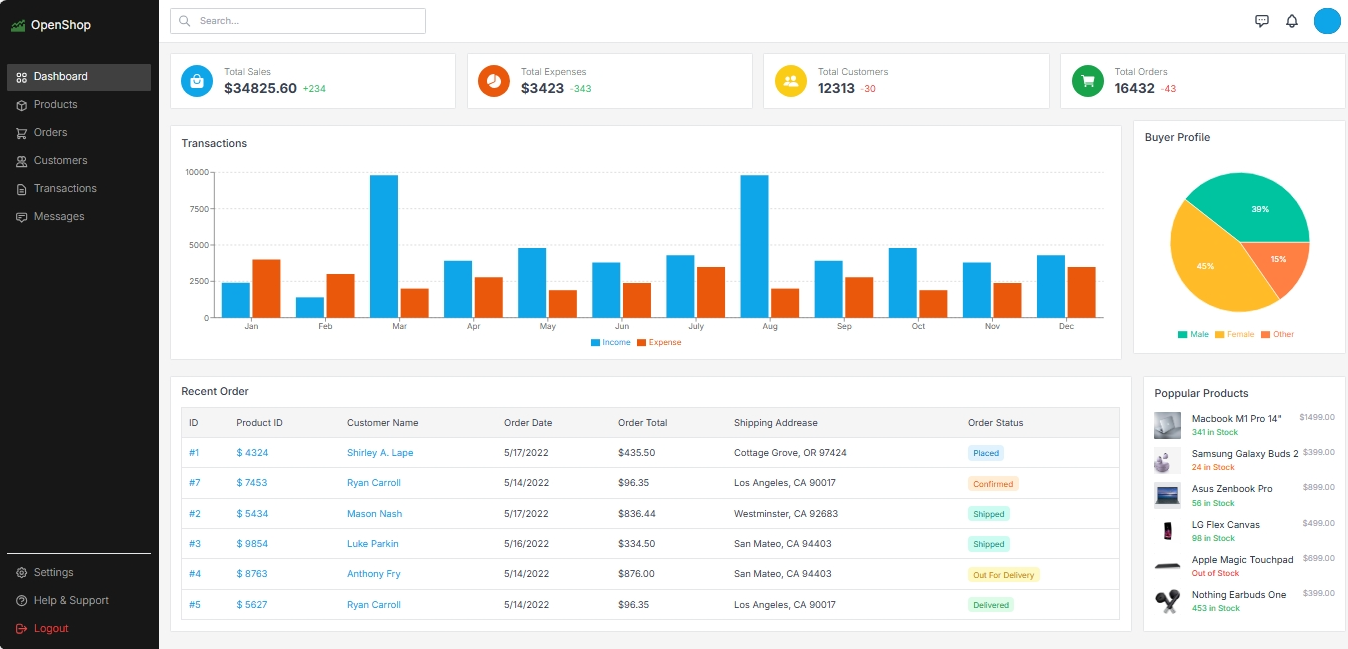 OpenShop
Dashboard
Products
Orders
Customers
Transactions
Messages
Settings
Help & Support
Logout
Search...
Total Sales
$34825.60 +234
Total Expenses
$3423 -343
Total Customers
12313 -30
Total Orders
16432 -43
Transactions
10000
7500
5000
2500
0
Jan Feb Mar Apr May Jun July Aug Sep Oct Nov Dec
Income Expense
Buyer Profile
39%
45%
15%
Male Female Other
Recent Order
ID Product ID Customer Name Order Date Order Total Shipping Addrease Order Status
#1 $ 4324 Shirley A. Lape 5/17/2022 $435.50 Cottage Grove, OR 97424 Placed
#7 $ 7453 Ryan Carroll 5/14/2022 $96.35 Los Angeles, CA 90017 Confirmed
#2 $ 5434 Mason Nash 5/17/2022 $836.44 Westminster, CA 92683 Shipped
#3 $ 9854 Luke Parkin 5/16/2022 $334.50 San Mateo, CA 94403 Shipped
#4 $ 8763 Anthony Fry 5/14/2022 $876.00 San Mateo, CA 94403 Out For Delivery
#5 $ 5627 Ryan Carroll 5/14/2022 $96.35 Los Angeles, CA 90017 Delivered
Poppular Products
Macbook M1 Pro 14" $1499.00
341 in Stock
Samsung Galaxy Buds 2 $399.00
24 in Stock
Asus Zenbook Pro $899.00
56 in Stock
LG Flex Canvas $499.00
98 in Stock
Apple Magic Touchpad $699.00
Out of Stock
Nothing Earbuds One $399.00
453 in Stock